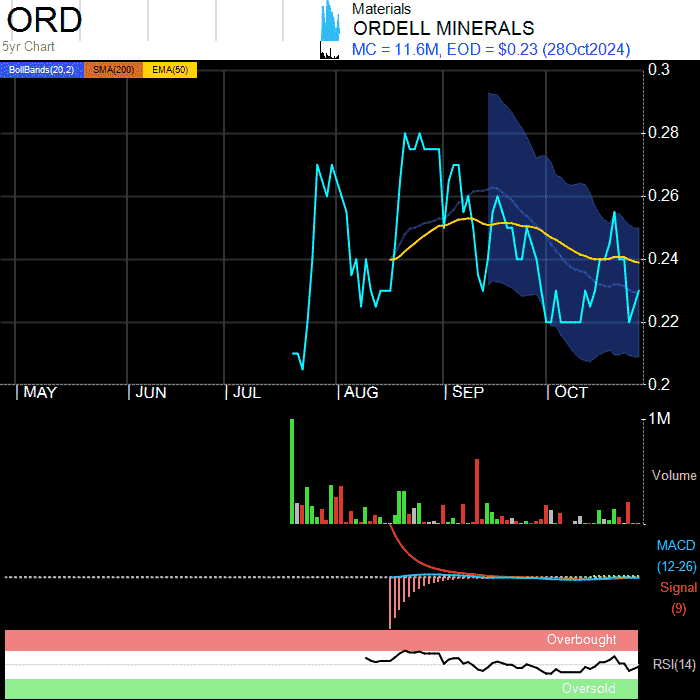 ORD
5yr Chart
Materials
ORDELL MINERALS
MC = 11.6M, EOD = $0.23 (28Oct2024)
BollBands(20,2) SMA(200) EMA(50)
0.3
0.28
0.26
0.24
0.22
0.2
MAY JUN JUL AUG SEP OCT
1M
Volume
MACD
(12-26)
Signal
(9)
Overbought
RSI(14)
Oversold